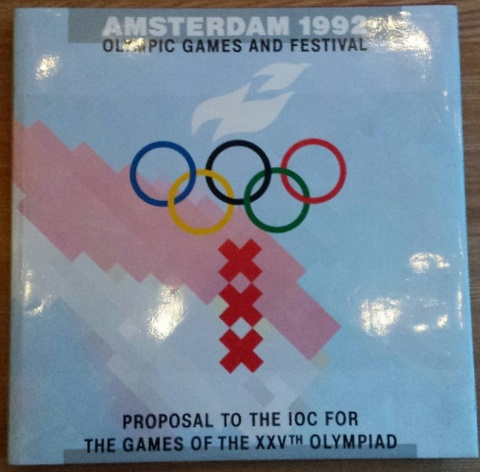 AMSTERDAM 1992
OLYMPIC GAMES AND FESTIVAL
PROPOSAL TO THE IOC FOR
THE GAMES OF THE XXVTH OLYMPIAD